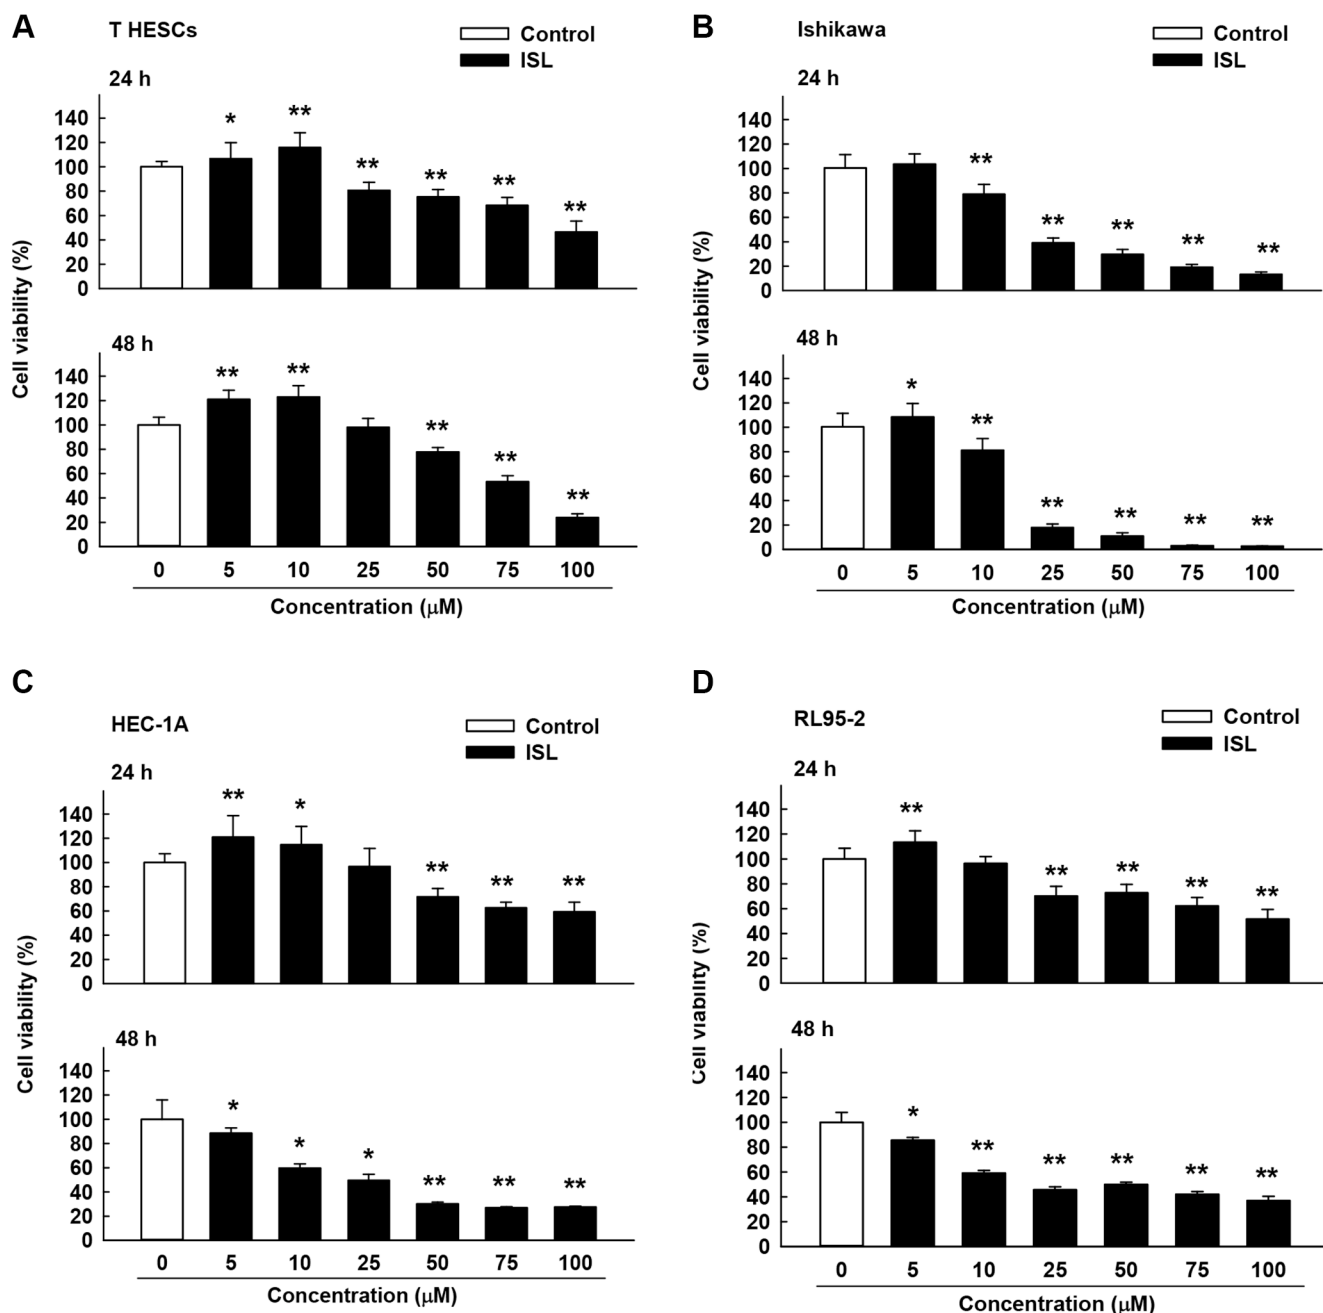 A
T HESCs
Control
ISL
24 h
140
120
100
80
60
40
20
0
* ** ** ** ** **
48 h
140
120
100
80
60
40
20
0
** ** ** ** **
Cell viability (%)
0 5 10 25 50 75 100
Concentration (μM)
B
Ishikawa
Control
ISL
24 h
140
120
100
80
60
40
20
0
** ** ** ** **
48 h
140
120
100
80
60
40
20
0
* ** ** ** ** **
Cell viability (%)
0 5 10 25 50 75 100
Concentration (μM)
C
HEC-1A
Control
ISL
24 h
140
120
100
80
60
40
20
0
** * ** ** **
48 h
140
120
100
80
60
40
20
0
* * * ** ** **
Cell viability (%)
0 5 10 25 50 75 100
Concentration (μM)
D
RL95-2
Control
ISL
24 h
140
120
100
80
60
40
20
0
** ** ** ** **
48 h
140
120
100
80
60
40
20
0
* ** ** ** ** **
Cell viability (%)
0 5 10 25 50 75 100
Concentration (μM)